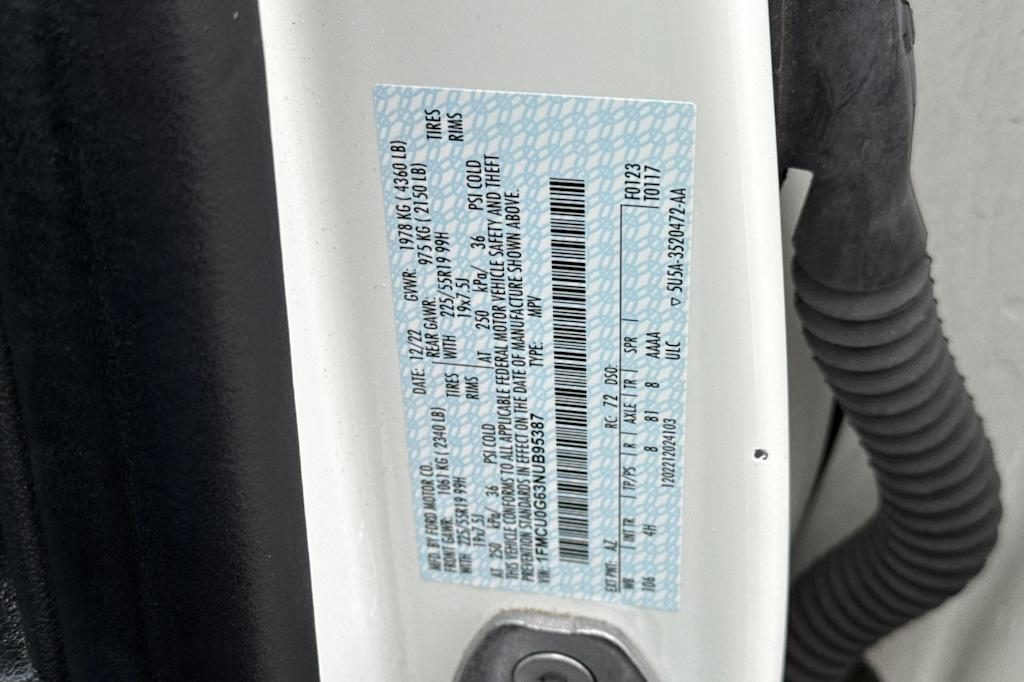 MFD. BY FORD MOTOR CO.
DATE: 12/22 GVWR: 1978 KG ( 4360 LB)
FRONT GAWR: 1061 KG ( 2340 LB) REAR GAWR: 975 KG ( 2150 LB)
WITH 225/55R19 99H TIRES WITH 225/55R19 99H TIRES
19x7.5J RIMS 19x7.5J RIMS
AT 250 kPa/ 36 PSI COLD AT 250 kPa/ 36 PSI COLD
THIS VEHICLE CONFORMS TO ALL APPLICABLE FEDERAL MOTOR VEHICLE SAFETY AND THEFT
PREVENTION STANDARDS IN EFFECT ON THE DATE OF MANUFACTURE SHOWN ABOVE.
VIN: 1FMCU0G63NUB95387 TYPE: MPV
F0123
EXT PNT: AZ RC: 72 DSO: T0117
WB INTR TP/PS R AXLE TR SPR
106 4H 8 81 8 AAAA
1202212024103 ULC ▽ 5U5A-3520472-AA